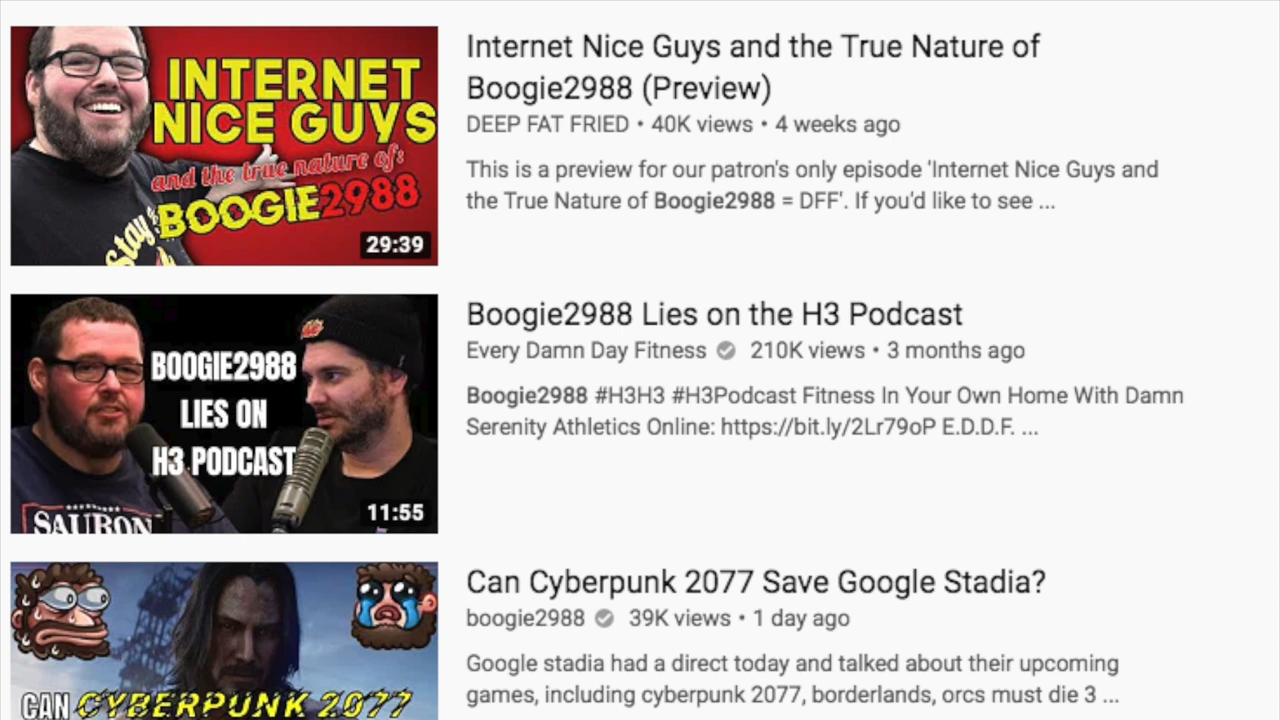 INTERNET
NICE GUYS
and the true nature of:
BOOGIE2988
Stay
29:39
Internet Nice Guys and the True Nature of
Boogie2988 (Preview)
DEEP FAT FRIED • 40K views • 4 weeks ago
This is a preview for our patron's only episode 'Internet Nice Guys and
the True Nature of Boogie2988 = DFF'. If you'd like to see ...
BOOGIE2988
LIES ON
H3 PODCAST
SAURON
11:55
Boogie2988 Lies on the H3 Podcast
Every Damn Day Fitness 210K views • 3 months ago
Boogie2988 #H3H3 #H3Podcast Fitness In Your Own Home With Damn
Serenity Athletics Online: https://bit.ly/2Lr79oP E.D.D.F. ...
CAN CYBERPUNK 2077
Can Cyberpunk 2077 Save Google Stadia?
boogie2988 39K views • 1 day ago
Google stadia had a direct today and talked about their upcoming
games, including cyberpunk 2077, borderlands, orcs must die 3 ...